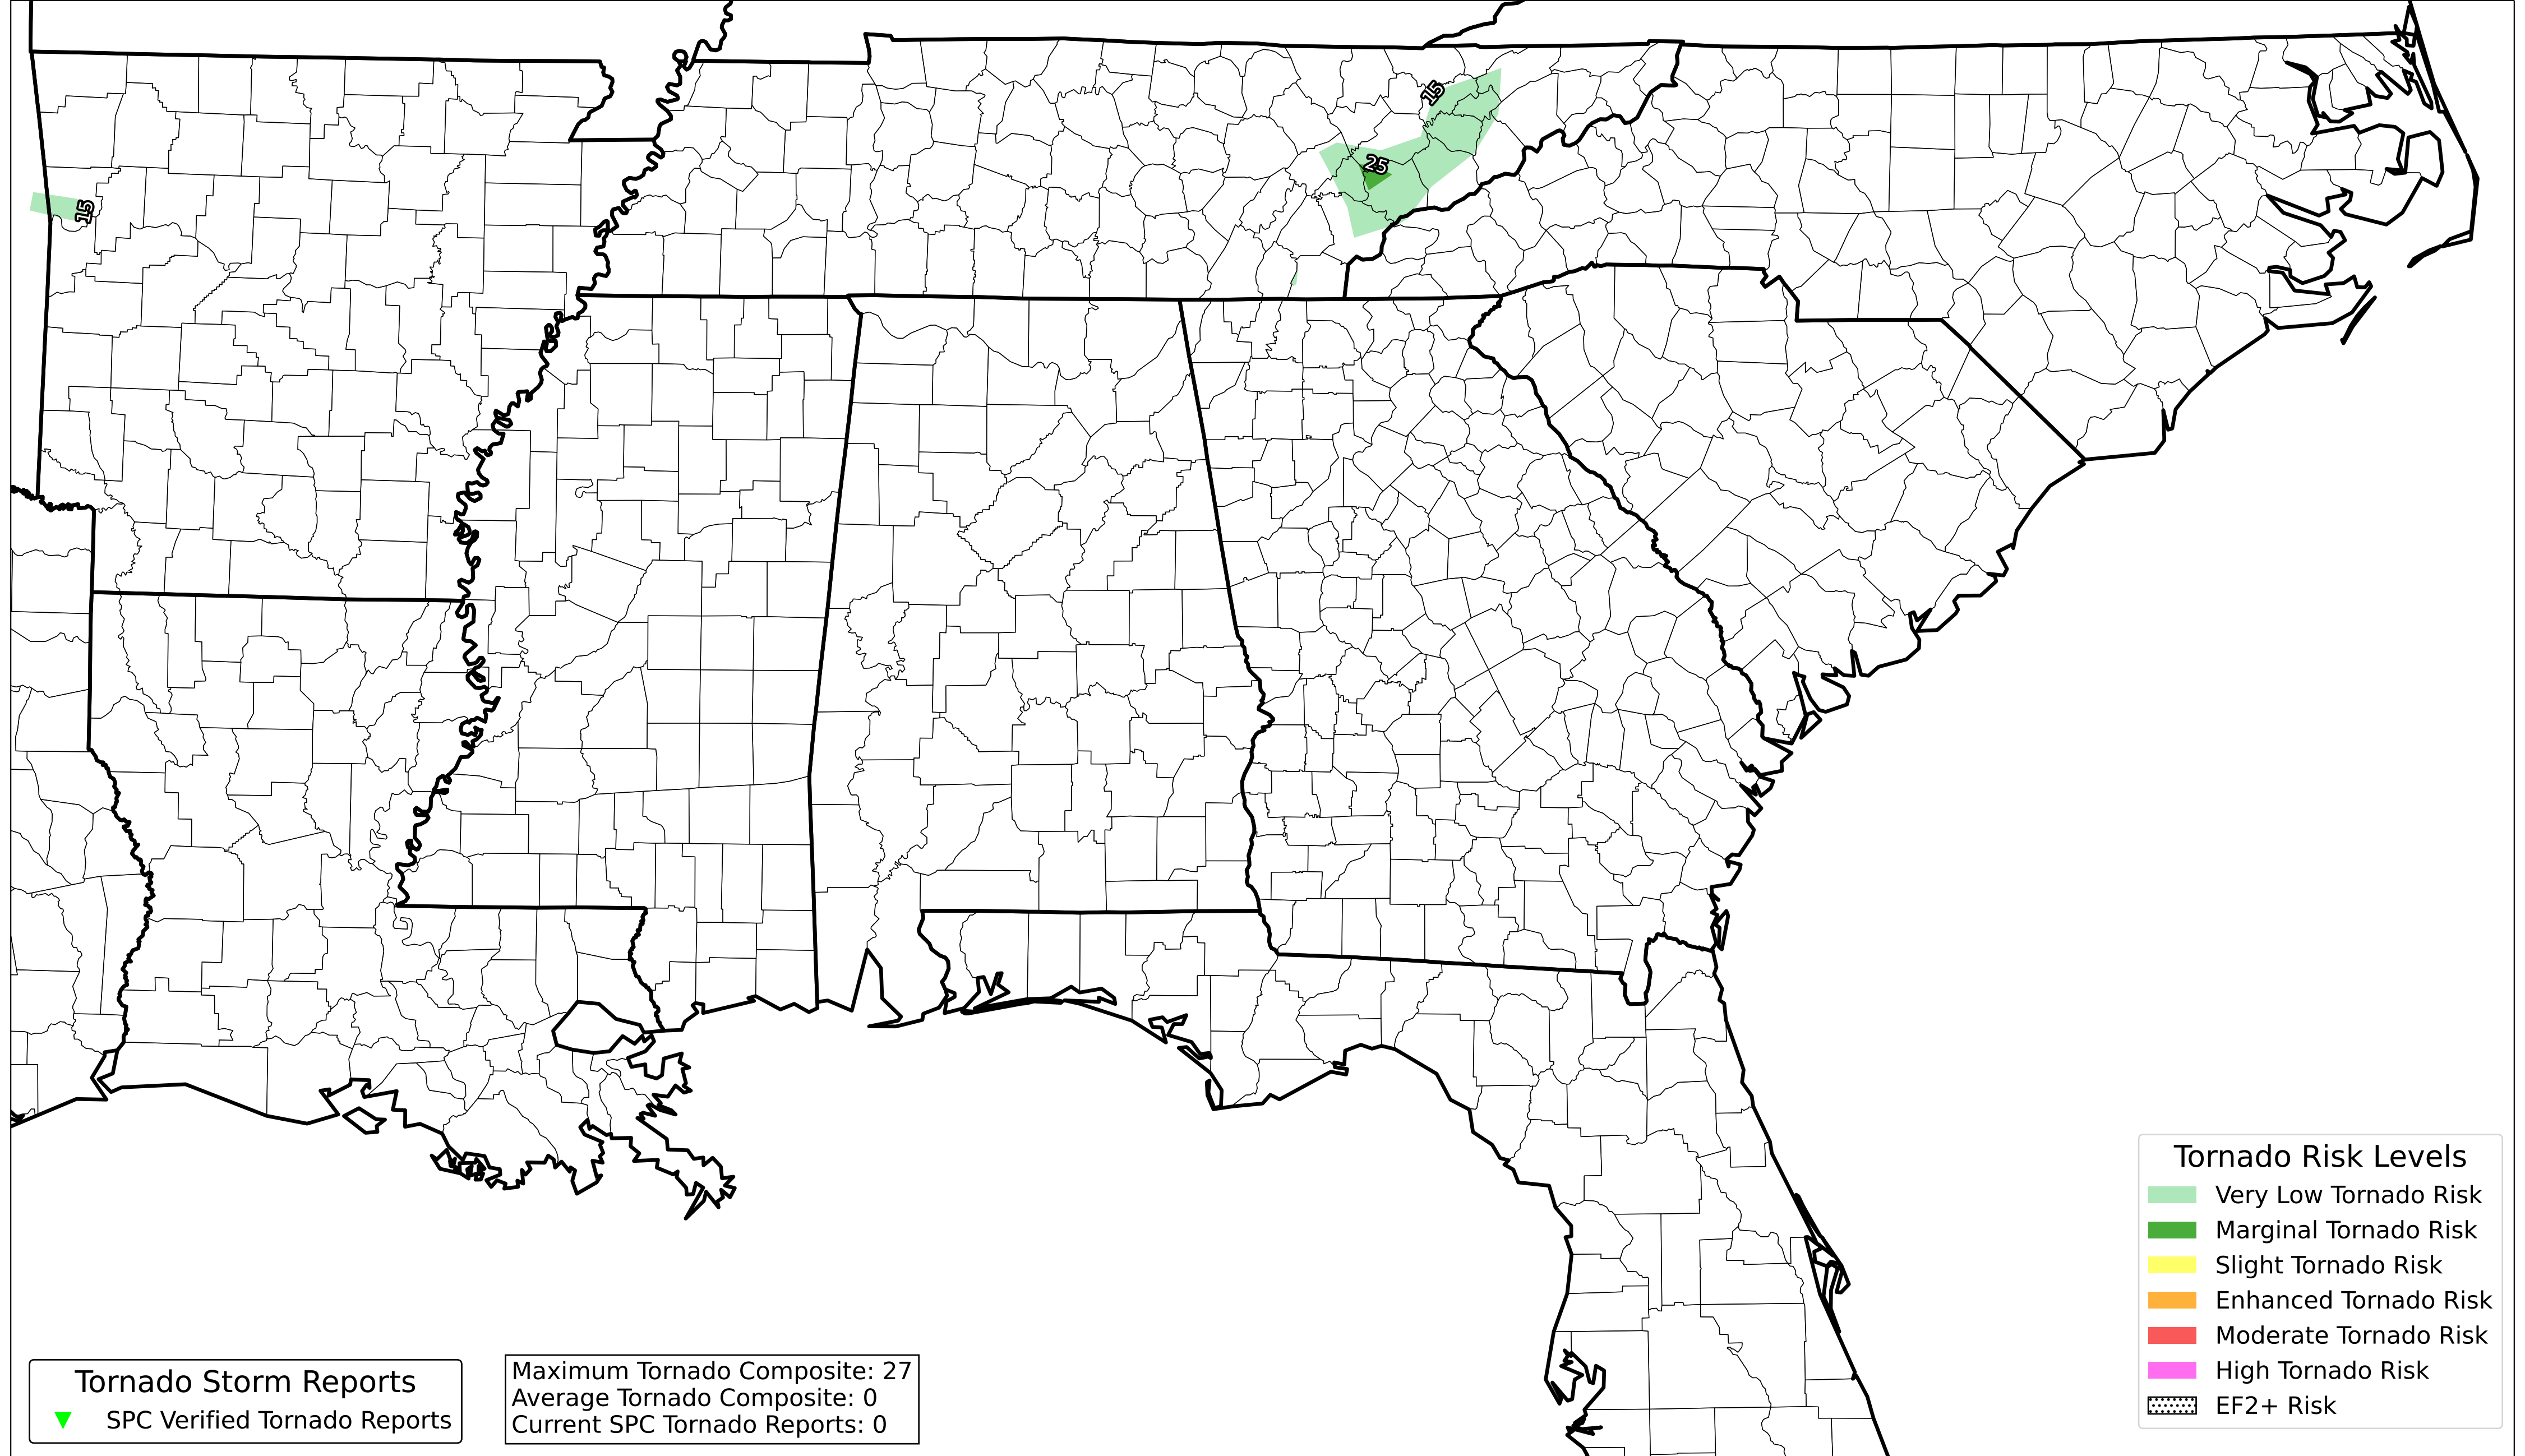 15
25
15
Tornado Risk Levels
Very Low Tornado Risk
Marginal Tornado Risk
Slight Tornado Risk
Enhanced Tornado Risk
Moderate Tornado Risk
High Tornado Risk
EF2+ Risk
Tornado Storm Reports
SPC Verified Tornado Reports
Maximum Tornado Composite: 27
Average Tornado Composite: 0
Current SPC Tornado Reports: 0